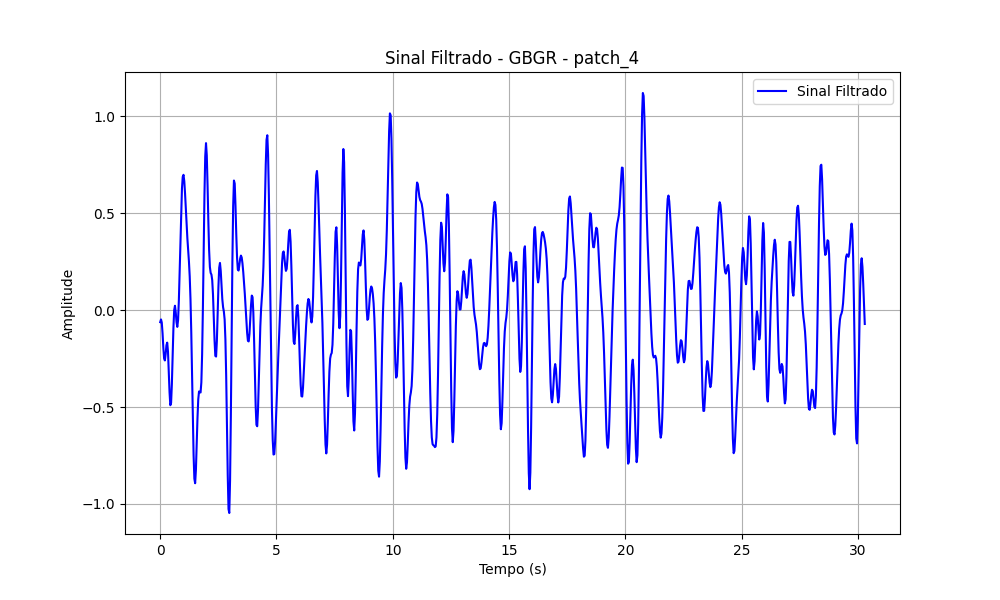 Sinal Filtrado - GBGR - patch_4
Sinal Filtrado
Amplitude
1.0
0.5
0.0
−0.5
−1.0
0 5 10 15 20 25 30
Tempo (s)